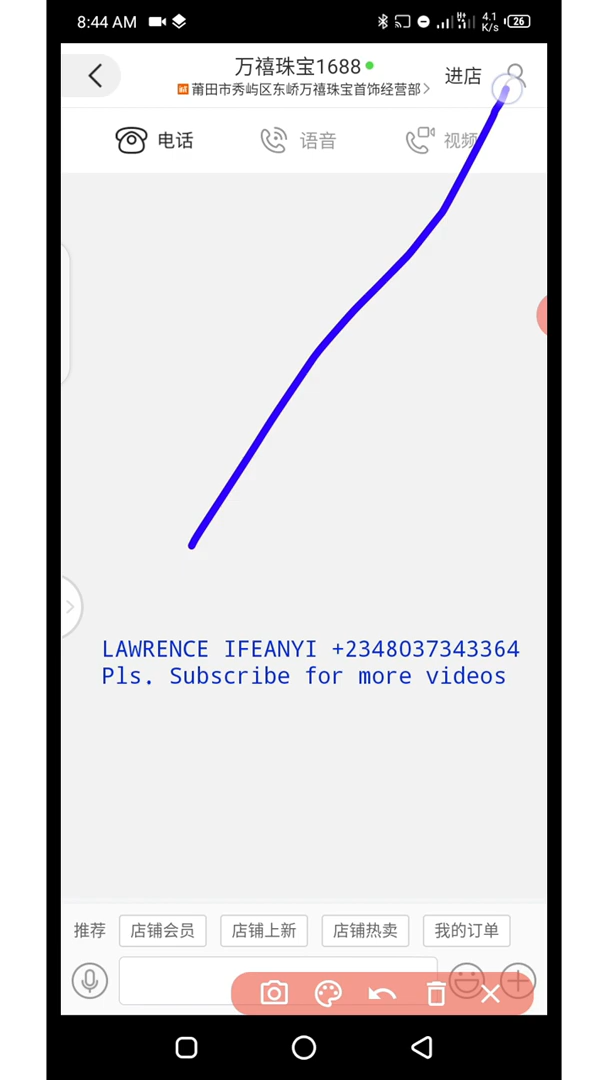 8:44 AM 4.1 K/s 26
万禧珠宝1688
进店
莆田市秀屿区东峤万禧珠宝首饰经营部
电话 语音 视频
LAWRENCE IFEANYI +2348037343364
Pls. Subscribe for more videos
推荐 店铺会员 店铺上新 店铺热卖 我的订单